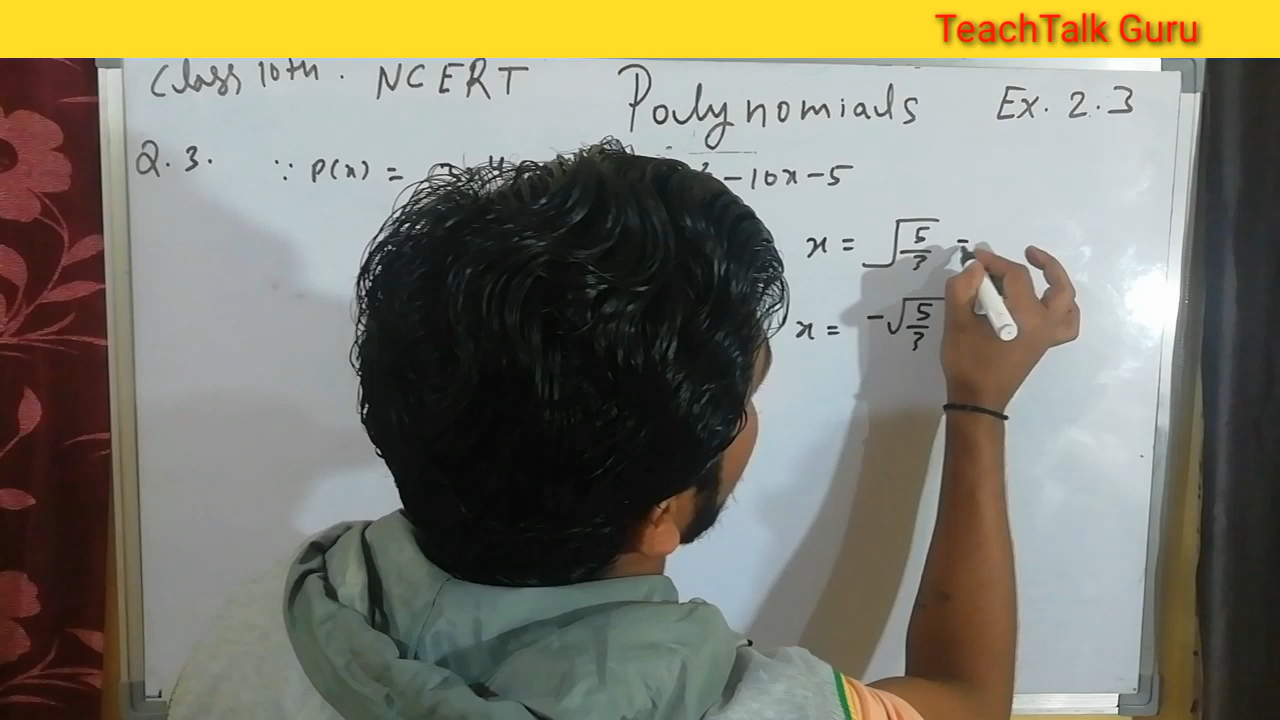 TeachTalk Guru
Class 10th. NCERT Polynomials Ex. 2.3
Q.3. ∵ P(x) = -10x-5
x = √5/3 =
x = -√5/3